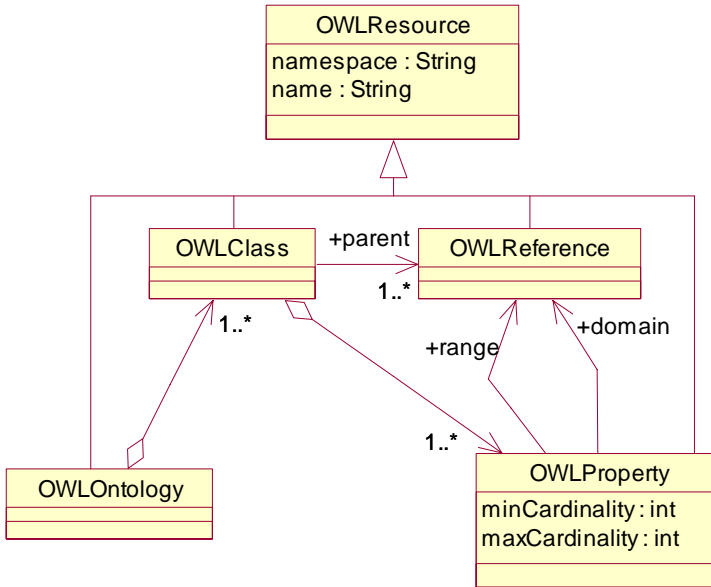 OWLResource
namespace : String
name : String
OWLClass
+parent
OWLReference
1..*
1..*
+range
+domain
1..*
OWLOntology
OWLProperty
minCardinality : int
maxCardinality : int